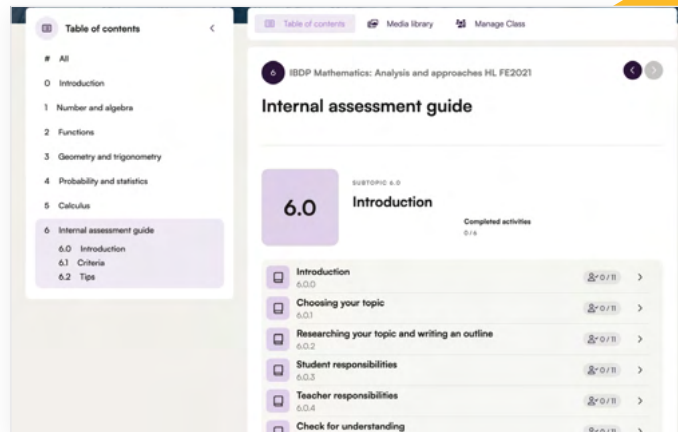 Table of contents
# All
0 Introduction
1 Number and algebra
2 Functions
3 Geometry and trigonometry
4 Probability and statistics
5 Calculus
6 Internal assessment guide
6.0 Introduction
6.1 Criteria
6.2 Tips
Table of contents
Media library
Manage Class
6 IBDP Mathematics: Analysis and approaches HL FE2021
Internal assessment guide
6.0
SUBTOPIC 6.0
Introduction
Completed activities
0/6
Introduction
6.0.0
0/11
Choosing your topic
6.0.1
0/11
Researching your topic and writing an outline
6.0.2
0/11
Student responsibilities
6.0.3
0/11
Teacher responsibilities
6.0.4
0/11
Check for understanding
0/11